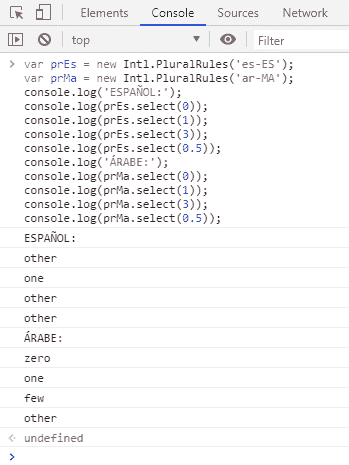 Elements Console Sources Network
top Filter
> var prEs = new Intl.PluralRules('es-ES');
var prMa = new Intl.PluralRules('ar-MA');
console.log('ESPAÑOL:');
console.log(prEs.select(0));
console.log(prEs.select(1));
console.log(prEs.select(3));
console.log(prEs.select(0.5));
console.log('ÁRABE:');
console.log(prMa.select(0));
console.log(prMa.select(1));
console.log(prMa.select(3));
console.log(prMa.select(0.5));
ESPAÑOL:
other
one
other
other
ÁRABE:
zero
one
few
other
undefined
>